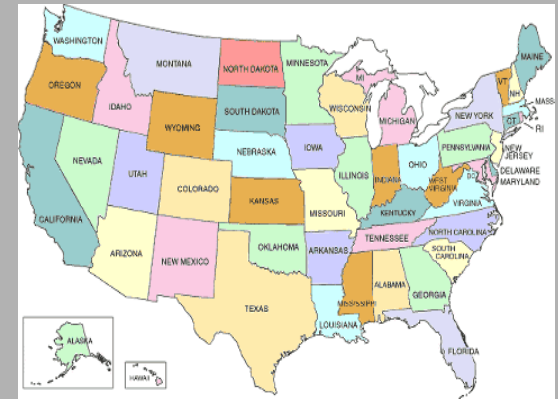 WASHINGTON
MAINE
MONTANA
NORTH DAKOTA
MINNESOTA
VT
NH
OREGON
MI
MASS
IDAHO
SOUTH DAKOTA
WISCONSIN
NEW YORK
CT
RI
WYOMING
MICHIGAN
PENNSYLVANIA
NEW
JERSEY
NEBRASKA
IOWA
OHIO
NEVADA
UTAH
ILLINOIS
INDIANA
WEST
VIRGINIA
DC
DELAWARE
MARYLAND
COLORADO
KANSAS
MISSOURI
KENTUCKY
VIRGINIA
CALIFORNIA
TENNESSEE
NORTH CAROLINA
ARIZONA
NEW MEXICO
OKLAHOMA
ARKANSAS
SOUTH
CAROLINA
MISSISSIPPI
ALABAMA
GEORGIA
TEXAS
LOUISIANA
ALASKA
FLORIDA
HAWAII